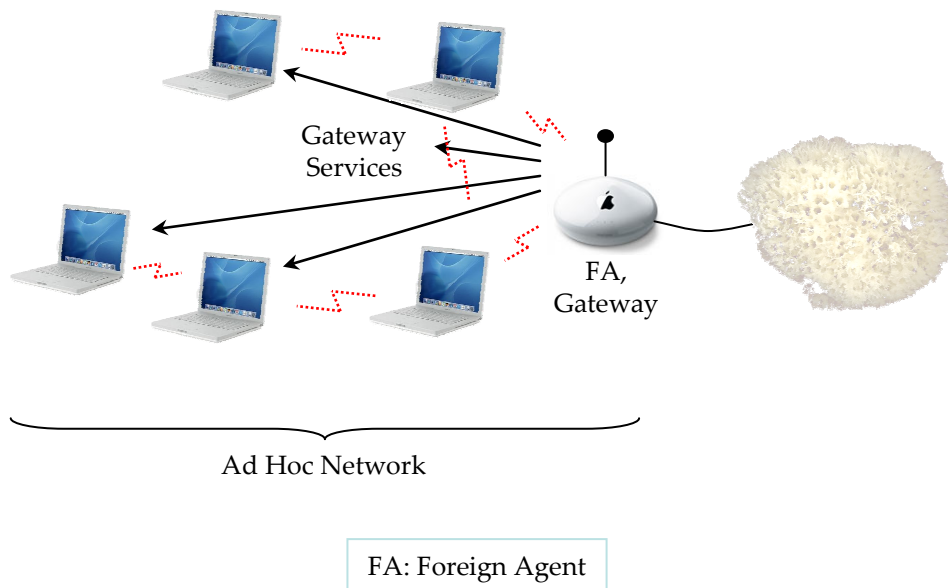 Gateway
Services
FA,
Gateway
Ad Hoc Network
FA: Foreign Agent